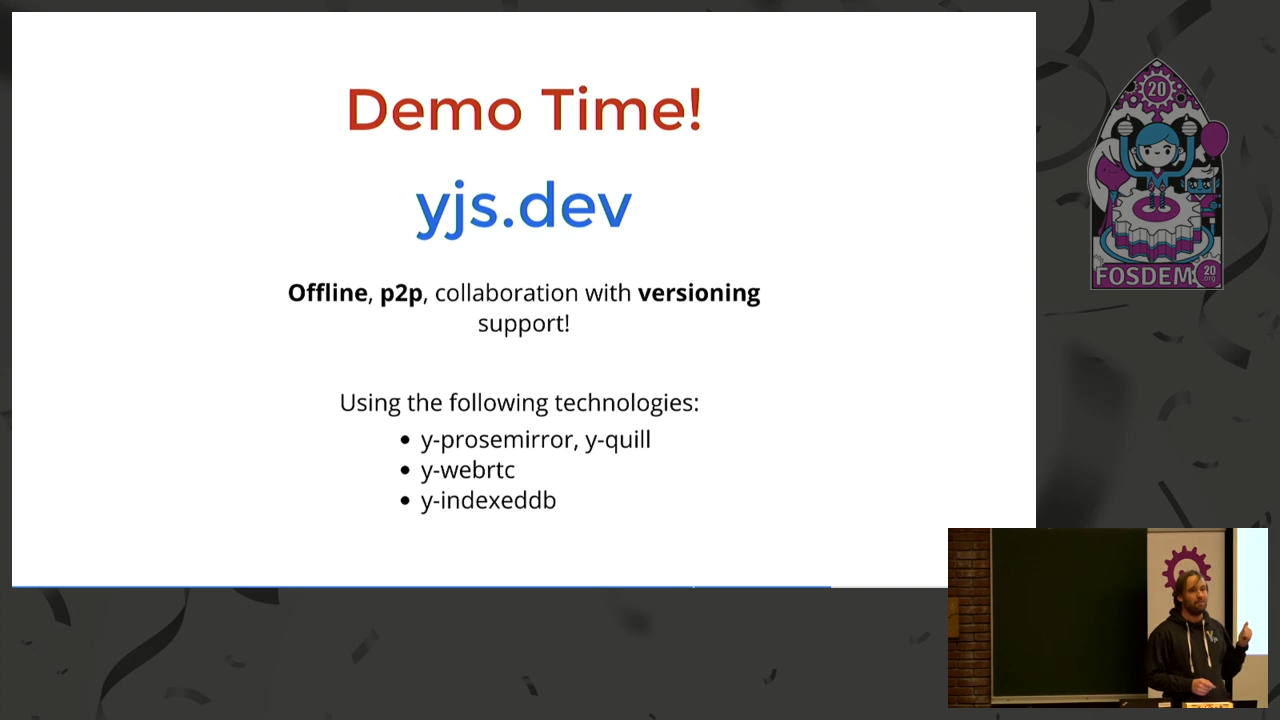 Demo Time!
yjs.dev
Offline, p2p, collaboration with versioning
support!
Using the following technologies:
• y-prosemirror, y-quill
• y-webrtc
• y-indexeddb
20
FOSDEM
20
.org